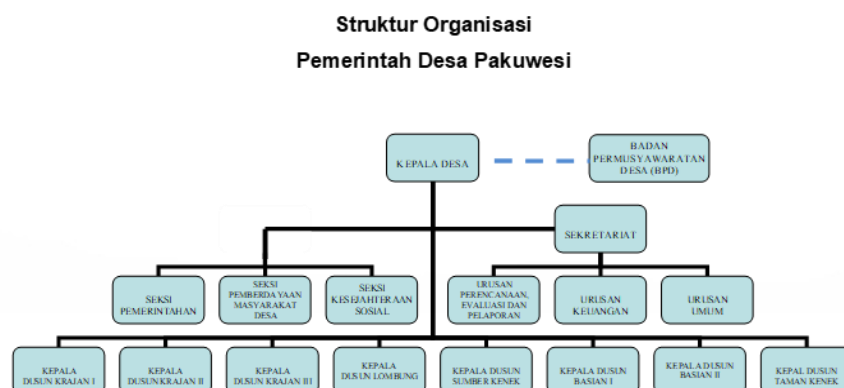 Struktur Organisasi
Pemerintah Desa Pakuwesi
KEPALA DESA
BADAN
PERMUSYAWARATAN
DESA (BPD)
SEKRETARIAT
SEKSI
PEMERINTAHAN
SEKSI
PEMBERDAYAAN
MASYARAKAT
DESA
SEKSI
KESEJAHTERAAN
SOSIAL
URUSAN
PERENCANAAN,
EVALUASI DAN
PELAPORAN
URUSAN
KEUANGAN
URUSAN
UMUM
KEPALA
DUSUN KRAJAN I
KEPALA
DUSUN KRAJAN II
KEPALA
DUSUN KRAJAN III
KEPALA
DUSUN LOMBUNG
KEPALA DUSUN
SUMBER KENEK
KEPALA DUSUN
BASIAN I
KEPALA DUSUN
BASIAN II
KEPAL DUSUN
TAMAN KENEK